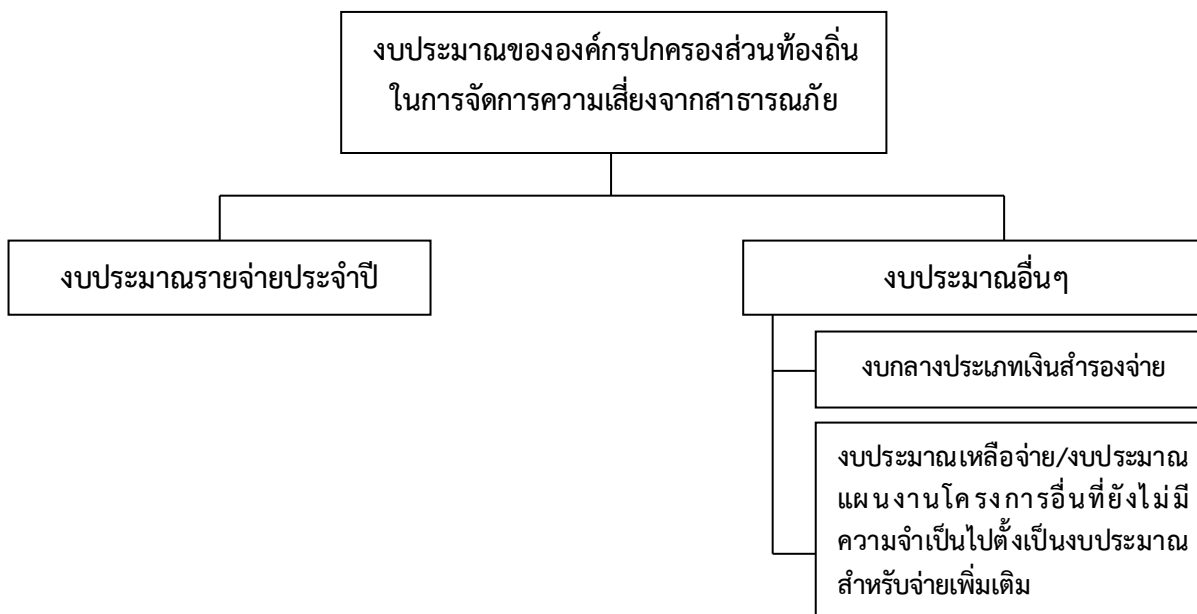 งบประมาณขององค์กรปกครองส่วนท้องถิ่น
ในการจัดการความเสี่ยงจากสาธารณภัย
งบประมาณรายจ่ายประจำปี
งบประมาณอื่นๆ
งบกลางประเภทเงินสำรองจ่าย
งบประมาณเหลือจ่าย/งบประมาณ
แผนงานโครงการอื่นที่ยังไม่มี
ความจำเป็นไปตั้งเป็นงบประมาณ
สำหรับจ่ายเพิ่มเติม